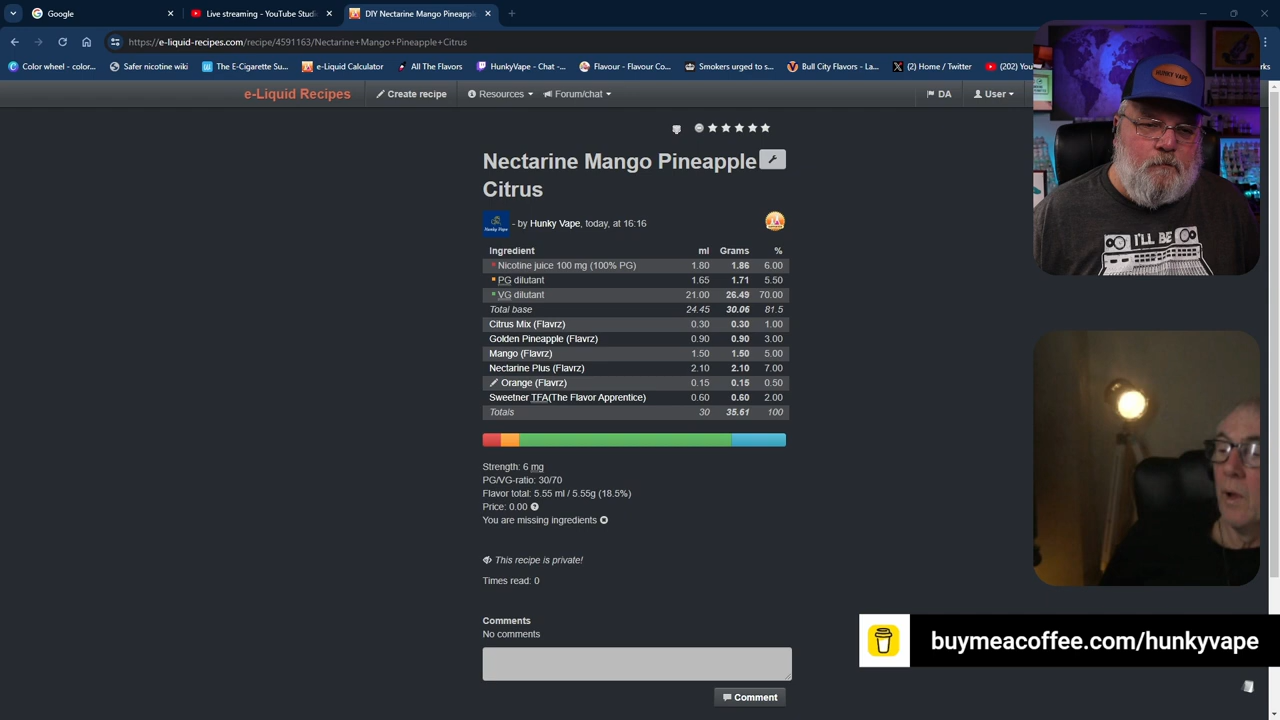 Google
Live streaming - YouTube Studi
DIY Nectarine Mango Pineappl
https://e-liquid-recipes.com/recipe/4591163/Nectarine+Mango+Pineapple+Citrus
Color wheel - color...
Safer nicotine wiki
The E-Cigarette Su...
e-Liquid Calculator
All The Flavors
HunkyVape - Chat -...
Flavour - Flavour Co...
Smokers urged to s...
Bull City Flavors - La...
(2) Home / Twitter
(202) You
rks
e-Liquid Recipes
Create recipe
Resources
Forum/chat
DA
User
Nectarine Mango Pineapple
Citrus
- by Hunky Vape, today, at 16:16
Ingredient ml Grams %
Nicotine juice 100 mg (100% PG) 1.80 1.86 6.00
PG dilutant 1.65 1.71 5.50
VG dilutant 21.00 26.49 70.00
Total base 24.45 30.06 81.5
Citrus Mix (Flavrz) 0.30 0.30 1.00
Golden Pineapple (Flavrz) 0.90 0.90 3.00
Mango (Flavrz) 1.50 1.50 5.00
Nectarine Plus (Flavrz) 2.10 2.10 7.00
Orange (Flavrz) 0.15 0.15 0.50
Sweetner TFA(The Flavor Apprentice) 0.60 0.60 2.00
Totals 30 35.61 100
Strength: 6 mg
PG/VG-ratio: 30/70
Flavor total: 5.55 ml / 5.55g (18.5%)
Price: 0.00
You are missing ingredients
This recipe is private!
Times read: 0
Comments
No comments
Comment
HUNKY VAPE
I'LL BE
buymeacoffee.com/hunkyvape